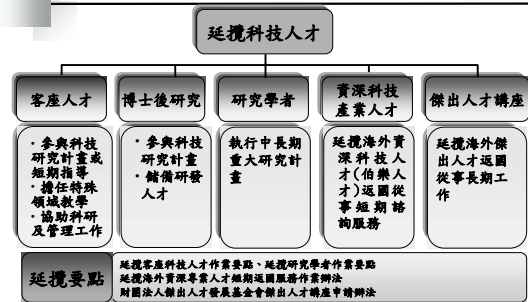 延攬科技人才
客座人才
博士後研究
研究學者
資深科技
產業人才
傑出人才講座
· 參與科技
研究計畫或
短期指導
· 擔任特殊
領域教學
· 協助科研
及管理工作
· 參與科技
研究計畫
· 儲備研發
人才
執行中長期
重大研究計
畫
延攬海外資
深科技人
才(伯樂人
才)返國從
事短期諮
詢服務
延攬海外傑
出人才返國
從事長期工
作
延攬要點
延攬客座科技人才作業要點、延攬研究學者作業要點
延攬海外資深專業人才短期返國服務作業辦法
財團法人傑出人才發展基金會傑出人才講座申請辦法